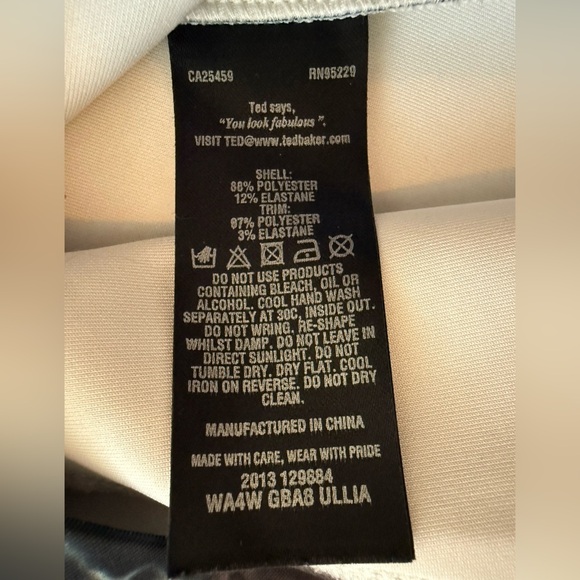 CA25459 RN95229
Ted says,
"You look fabulous".
VISIT TED@www.tedbaker.com
SHELL:
88% POLYESTER
12% ELASTANE
TRIM:
97% POLYESTER
3% ELASTANE
DO NOT USE PRODUCTS
CONTAINING BLEACH, OIL OR
ALCOHOL. COOL HAND WASH
SEPARATELY AT 30C, INSIDE OUT.
DO NOT WRING. RE-SHAPE
WHILST DAMP. DO NOT LEAVE IN
DIRECT SUNLIGHT. DO NOT
TUMBLE DRY. DRY FLAT. COOL
IRON ON REVERSE. DO NOT DRY
CLEAN.
MANUFACTURED IN CHINA
MADE WITH CARE, WEAR WITH PRIDE
2013 129884
WA4W GBA8 ULLIA